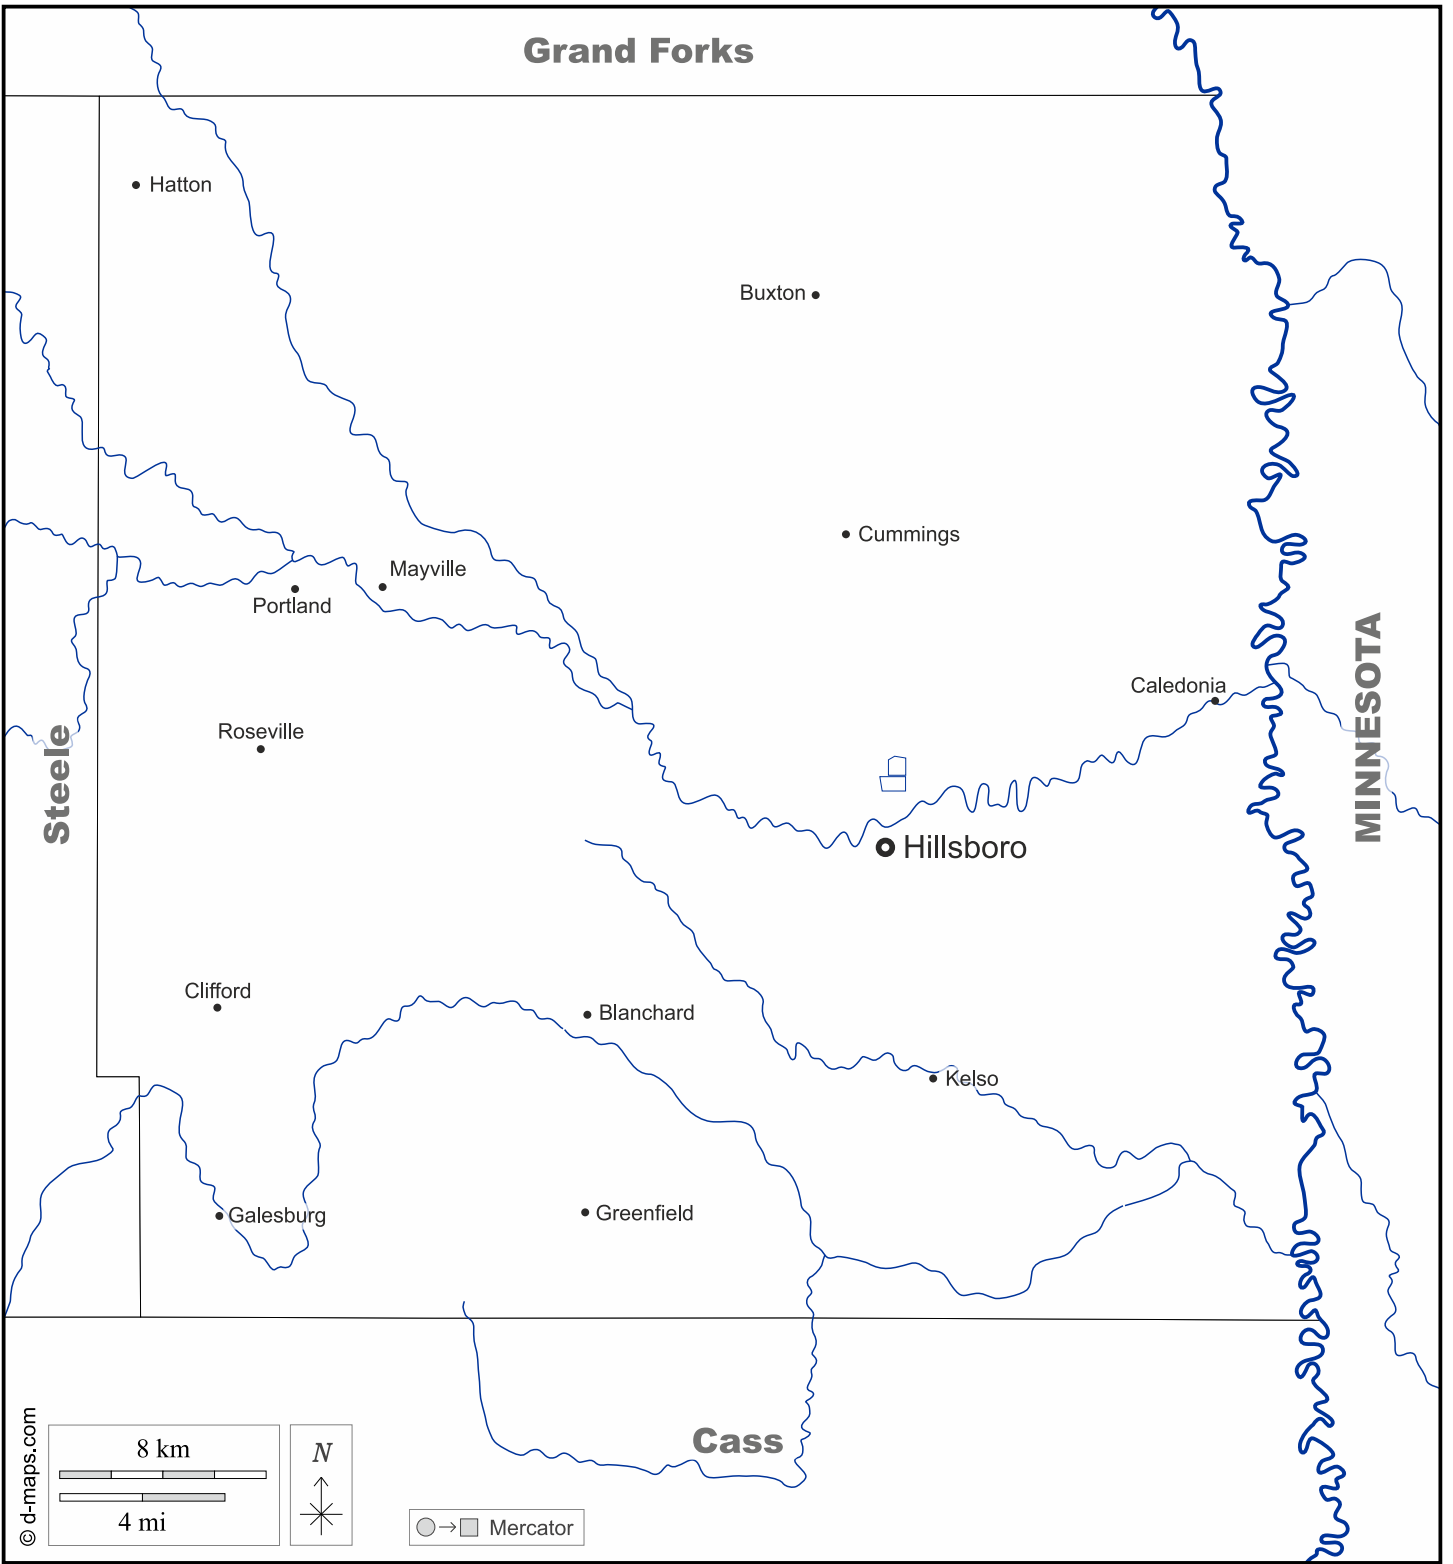 Grand Forks
Hatton
Buxton
Cummings
Mayville
Portland
MINNESOTA
Caledonia
Roseville
Steele
Hillsboro
Clifford
Blanchard
Kelso
Galesburg
Greenfield
Cass
© d-maps.com
8 km
4 mi
N
Mercator